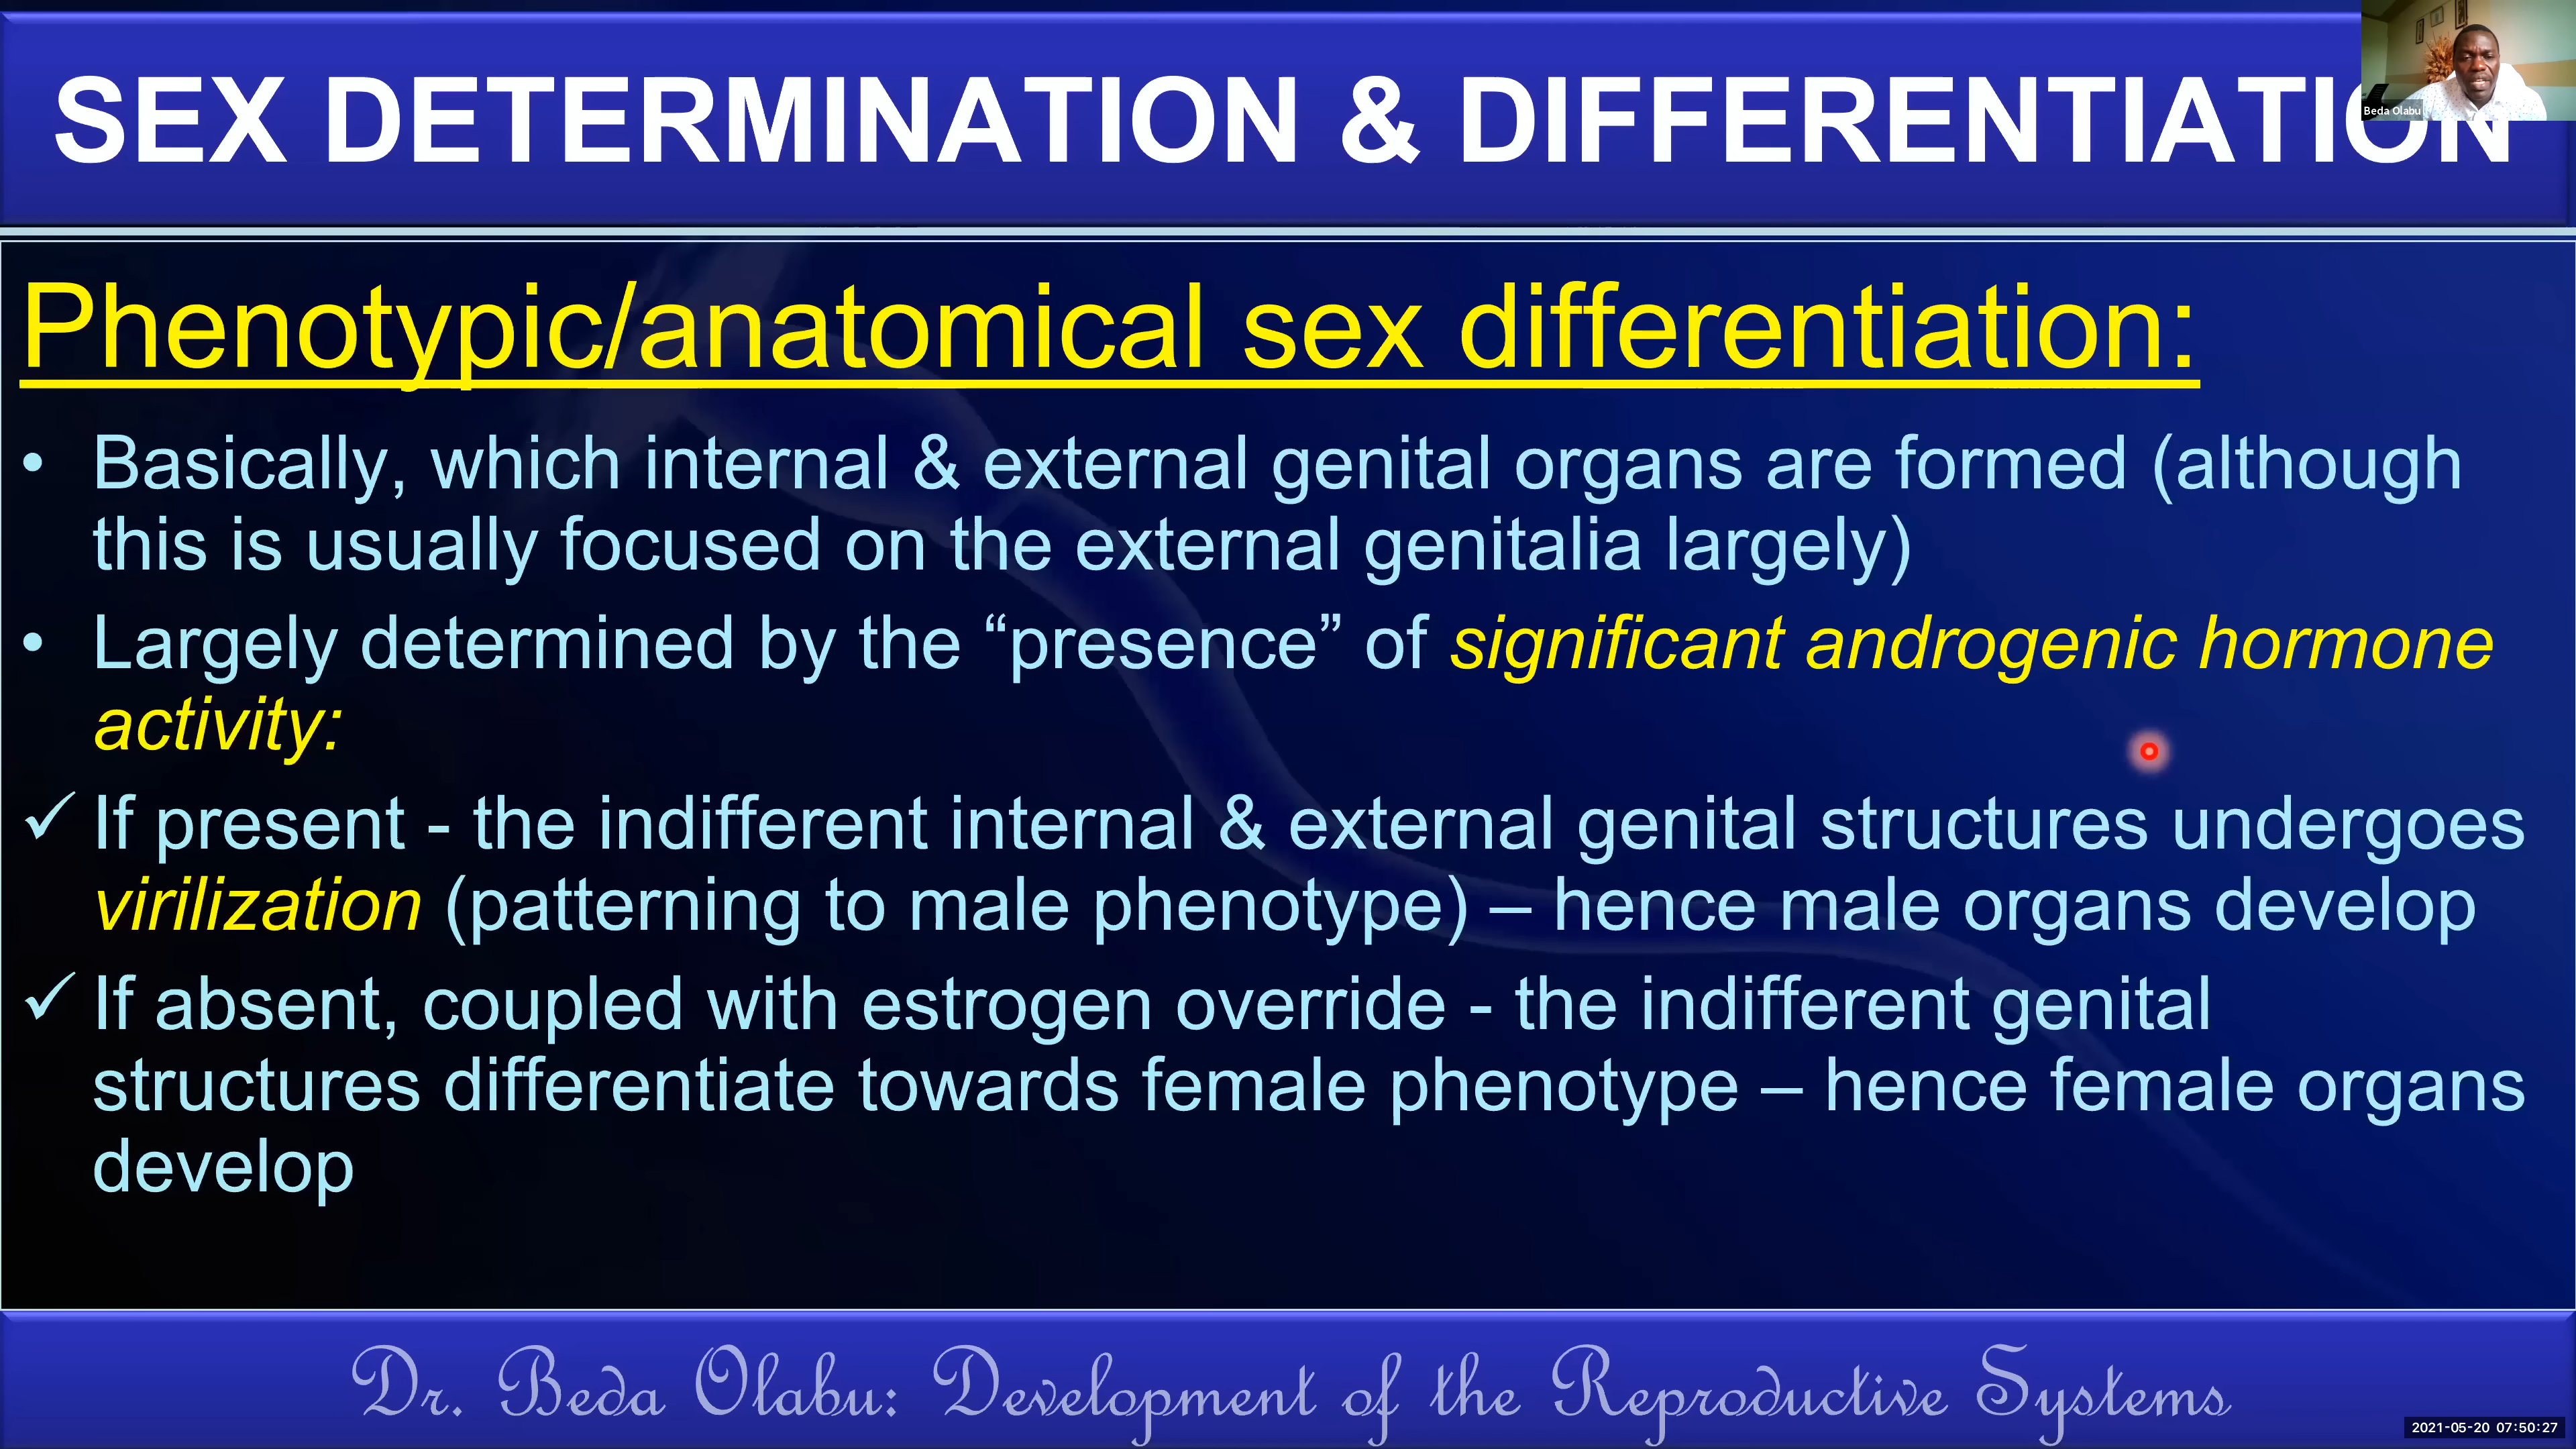 SEX DETERMINATION & DIFFERENTIATION
Beda Olabu
Phenotypic/anatomical sex differentiation:
• Basically, which internal & external genital organs are formed (although
this is usually focused on the external genitalia largely)
• Largely determined by the “presence” of significant androgenic hormone
activity:
✓ If present - the indifferent internal & external genital structures undergoes
virilization (patterning to male phenotype) – hence male organs develop
✓ If absent, coupled with estrogen override - the indifferent genital
structures differentiate towards female phenotype – hence female organs
develop
Dr. Beda Olabu: Development of the Reproductive Systems
2021-05-20 07:50:27